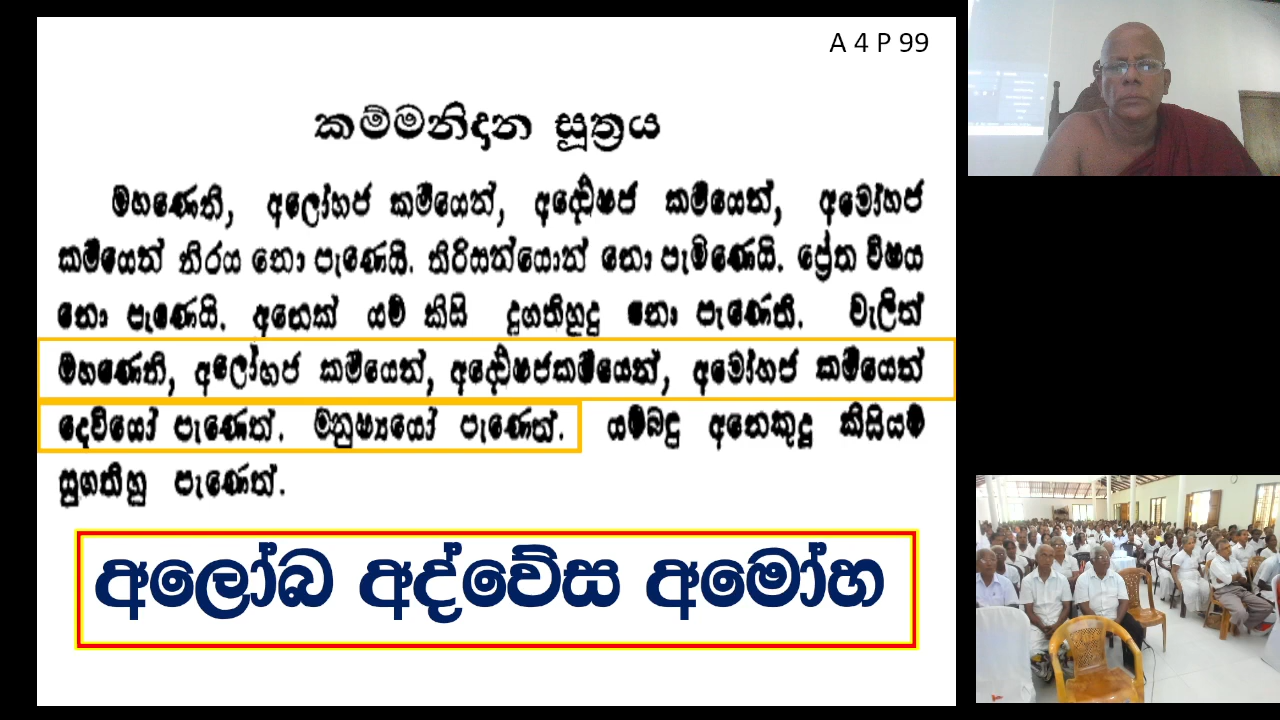 A 4 P 99
කම්මනිදාන සූත්‍රය
මහණෙනි, අලෝභජ කර්‍මයෙන්, අද්වේෂජ කර්‍මයෙන්, අමෝහජ
කර්‍මයෙන් නිරය නො පැණෙයි. තිරිසන්යොන් නො පැමිණෙයි. ප්‍රේත විෂය
නො පැණෙයි. අනෙක් යම් කිසි දුගතිහුදු නො පැණෙති. වැලිත්
මහණෙනි, අලෝභජ කර්‍මයෙන්, අද්වේෂජකර්‍මයෙන්, අමෝහජ කර්‍මයෙන්
දෙවියෝ පැණෙත්. මනුෂ්‍යයෝ පැණෙත්. යම්බඳු අනෙකුදු කිසියම්
සුගතිහු පැණෙත්.
අලෝබ අද්වේස අමෝහ